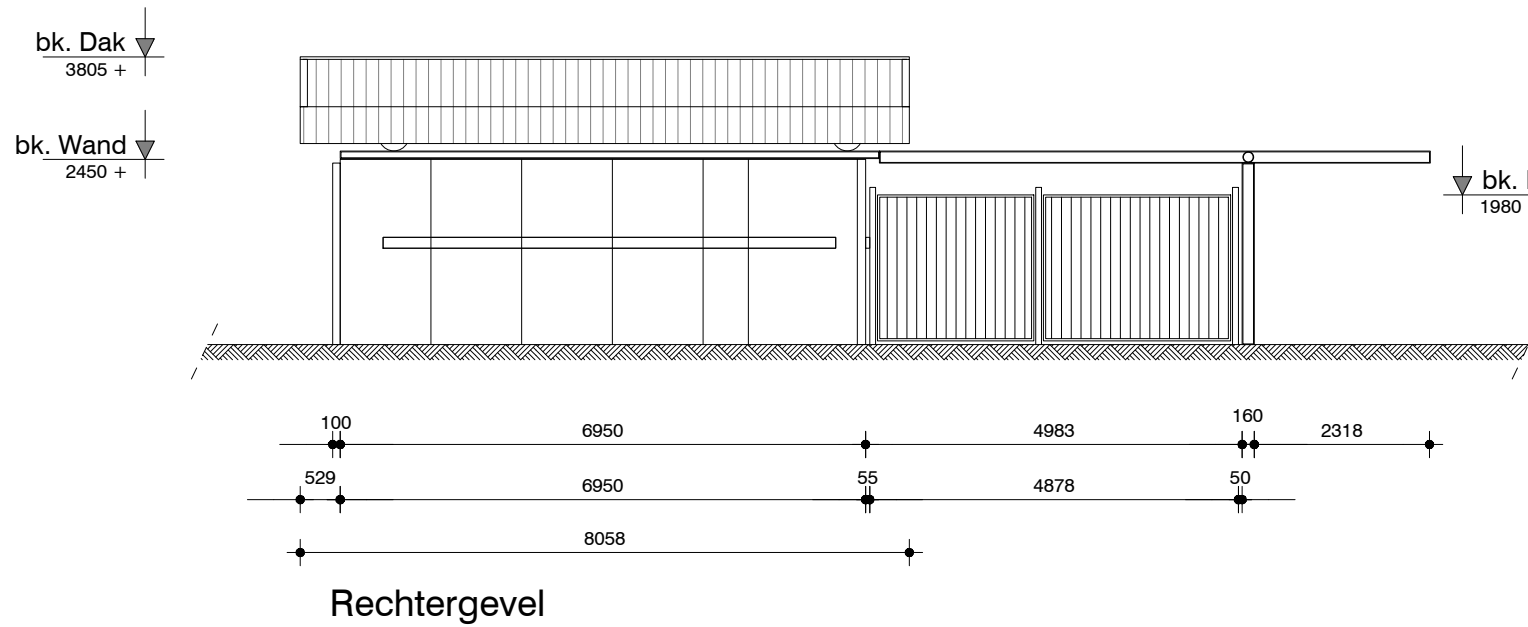 bk. Dak
3805 +
bk. Wand
2450 +
bk.
1980
100 6950 4983 160 2318
529 6950 55 4878 50
8058
Rechtergevel